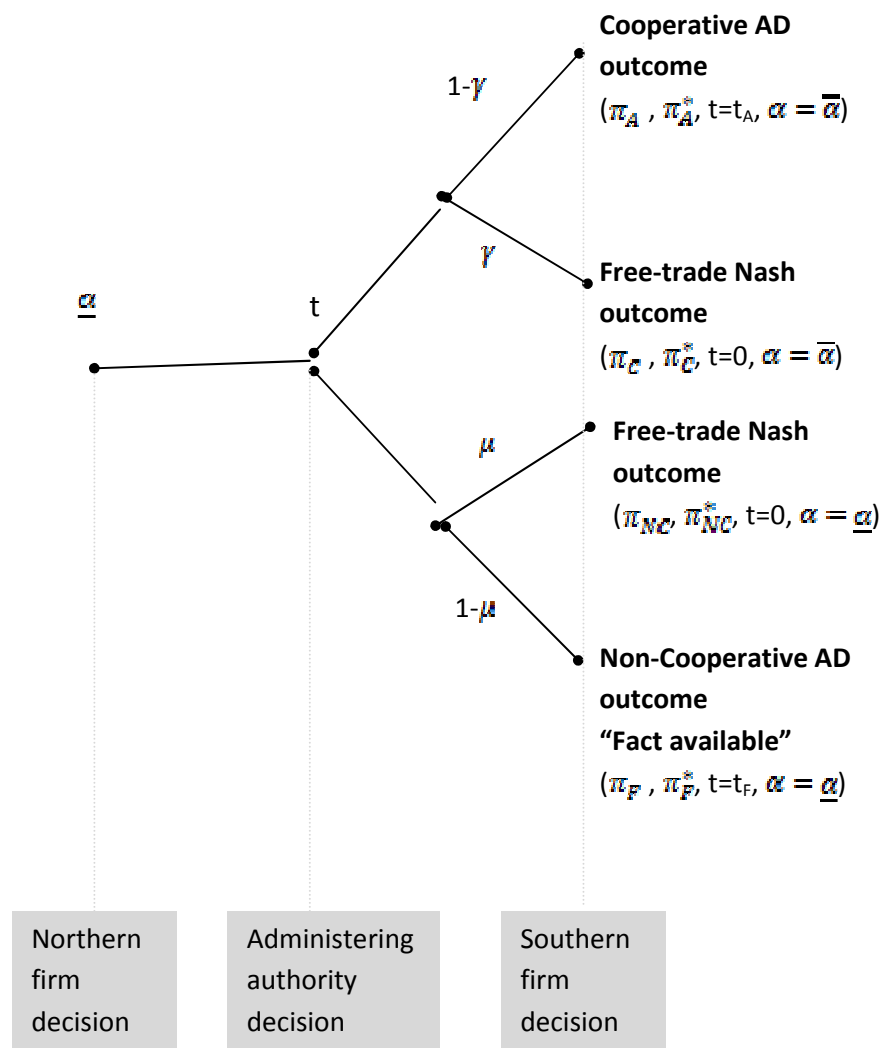 Cooperative AD
outcome
(π_A , π*_A, t=t_A, α = ᾱ)
1-γ
γ
Free-trade Nash
outcome
(π_C , π*_C, t=0, α = ᾱ)
α̲
t
Free-trade Nash
outcome
(π_NC, π*_NC, t=0, α = α̲)
μ
1-μ
Non-Cooperative AD
outcome
“Fact available”
(π_F , π*_F, t=t_F, α = α̲)
Northern
firm
decision
Administering
authority
decision
Southern
firm
decision